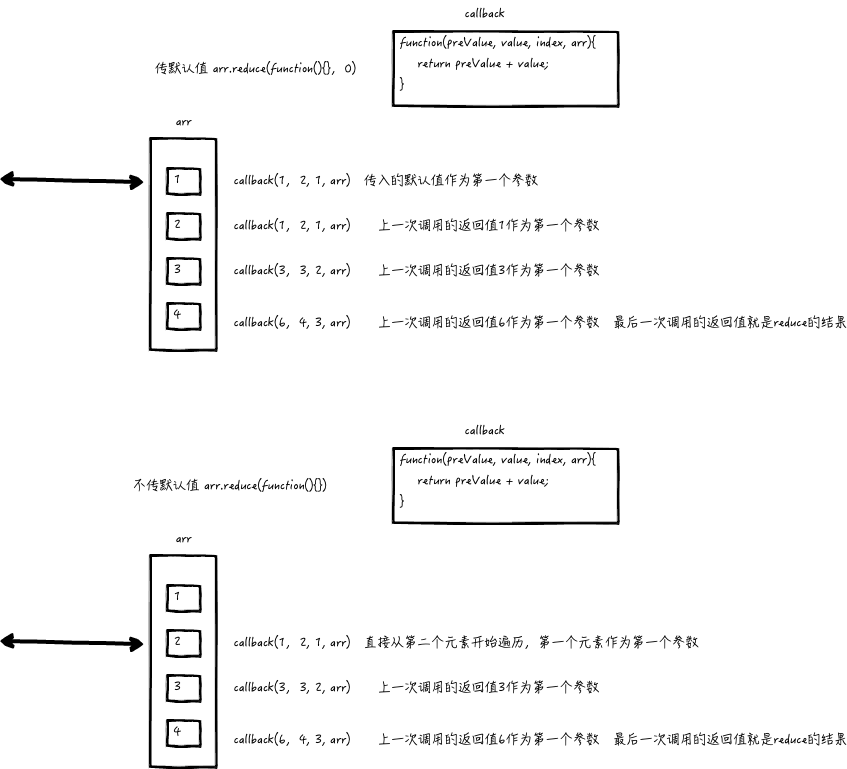 callback
function(preValue, value, index, arr){
return preValue + value;
}
传默认值 arr.reduce(function(){}, 0)
arr
1 callback(1, 2, 1, arr) 传入的默认值作为第一个参数
2 callback(1, 2, 1, arr) 上一次调用的返回值1作为第一个参数
3 callback(3, 3, 2, arr) 上一次调用的返回值3作为第一个参数
4 callback(6, 4, 3, arr) 上一次调用的返回值6作为第一个参数 最后一次调用的返回值就是reduce的结果
callback
function(preValue, value, index, arr){
return preValue + value;
}
不传默认值 arr.reduce(function(){})
arr
1
2 callback(1, 2, 1, arr) 直接从第二个元素开始遍历, 第一个元素作为第一个参数
3 callback(3, 3, 2, arr) 上一次调用的返回值3作为第一个参数
4 callback(6, 4, 3, arr) 上一次调用的返回值6作为第一个参数 最后一次调用的返回值就是reduce的结果